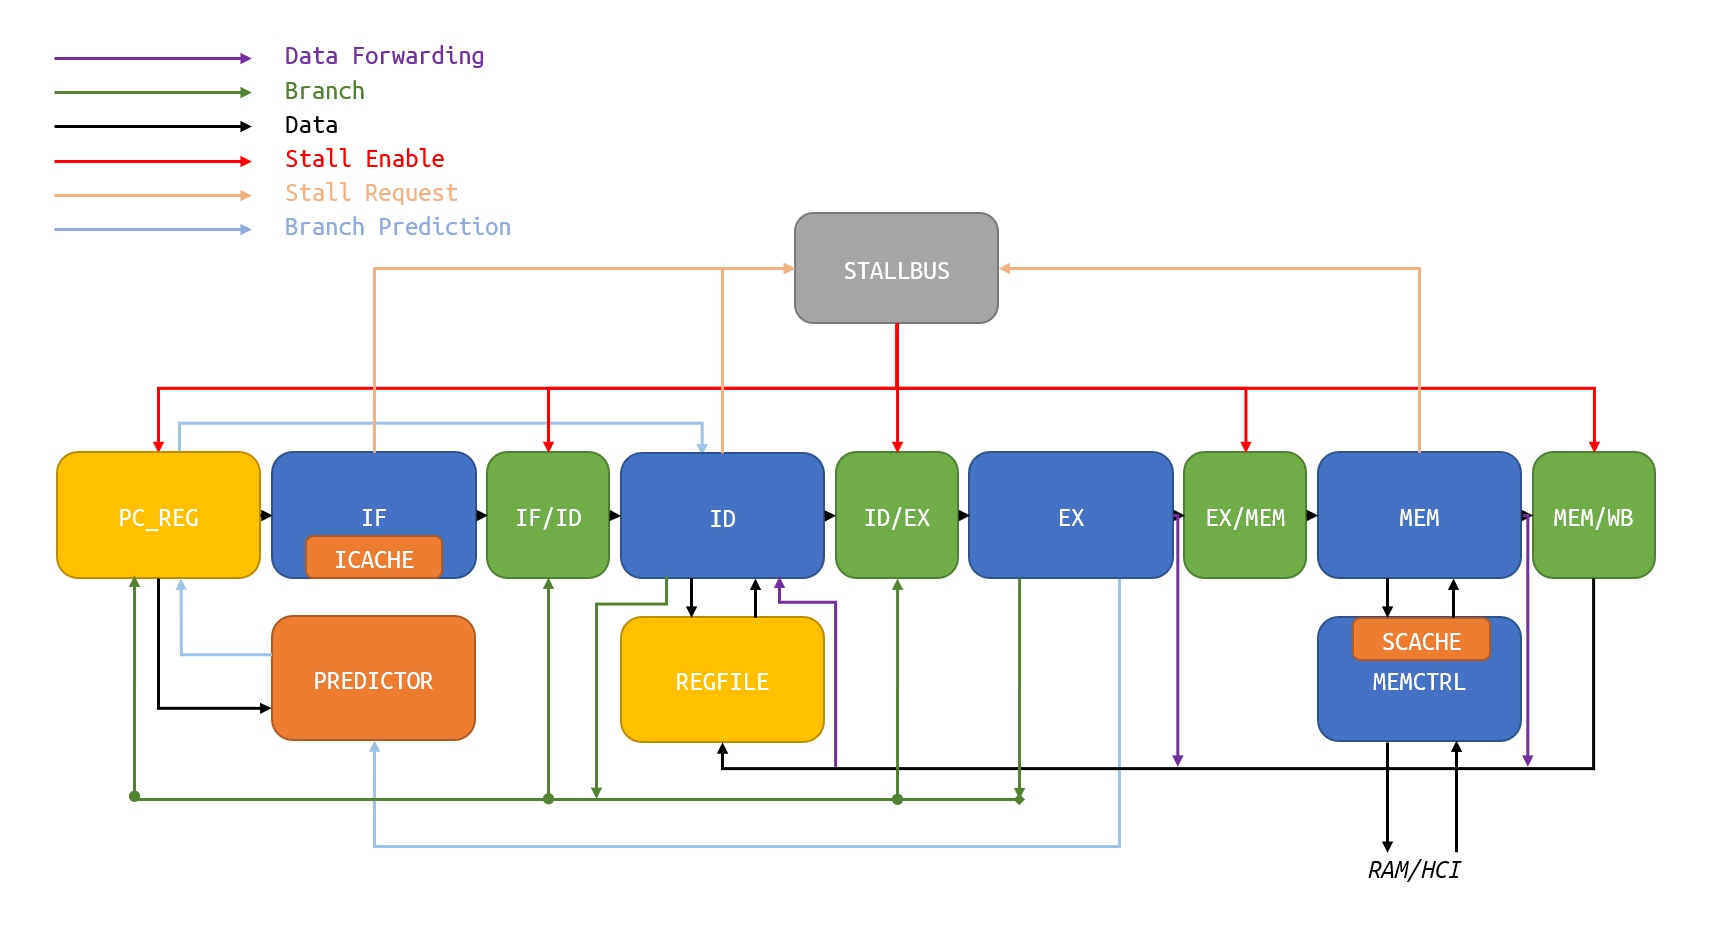 Data Forwarding
Branch
Data
Stall Enable
Stall Request
Branch Prediction
STALLBUS
PC_REG
IF
ICACHE
IF/ID
ID
ID/EX
EX
EX/MEM
MEM
MEM/WB
PREDICTOR
REGFILE
SCACHE
MEMCTRL
RAM/HCI